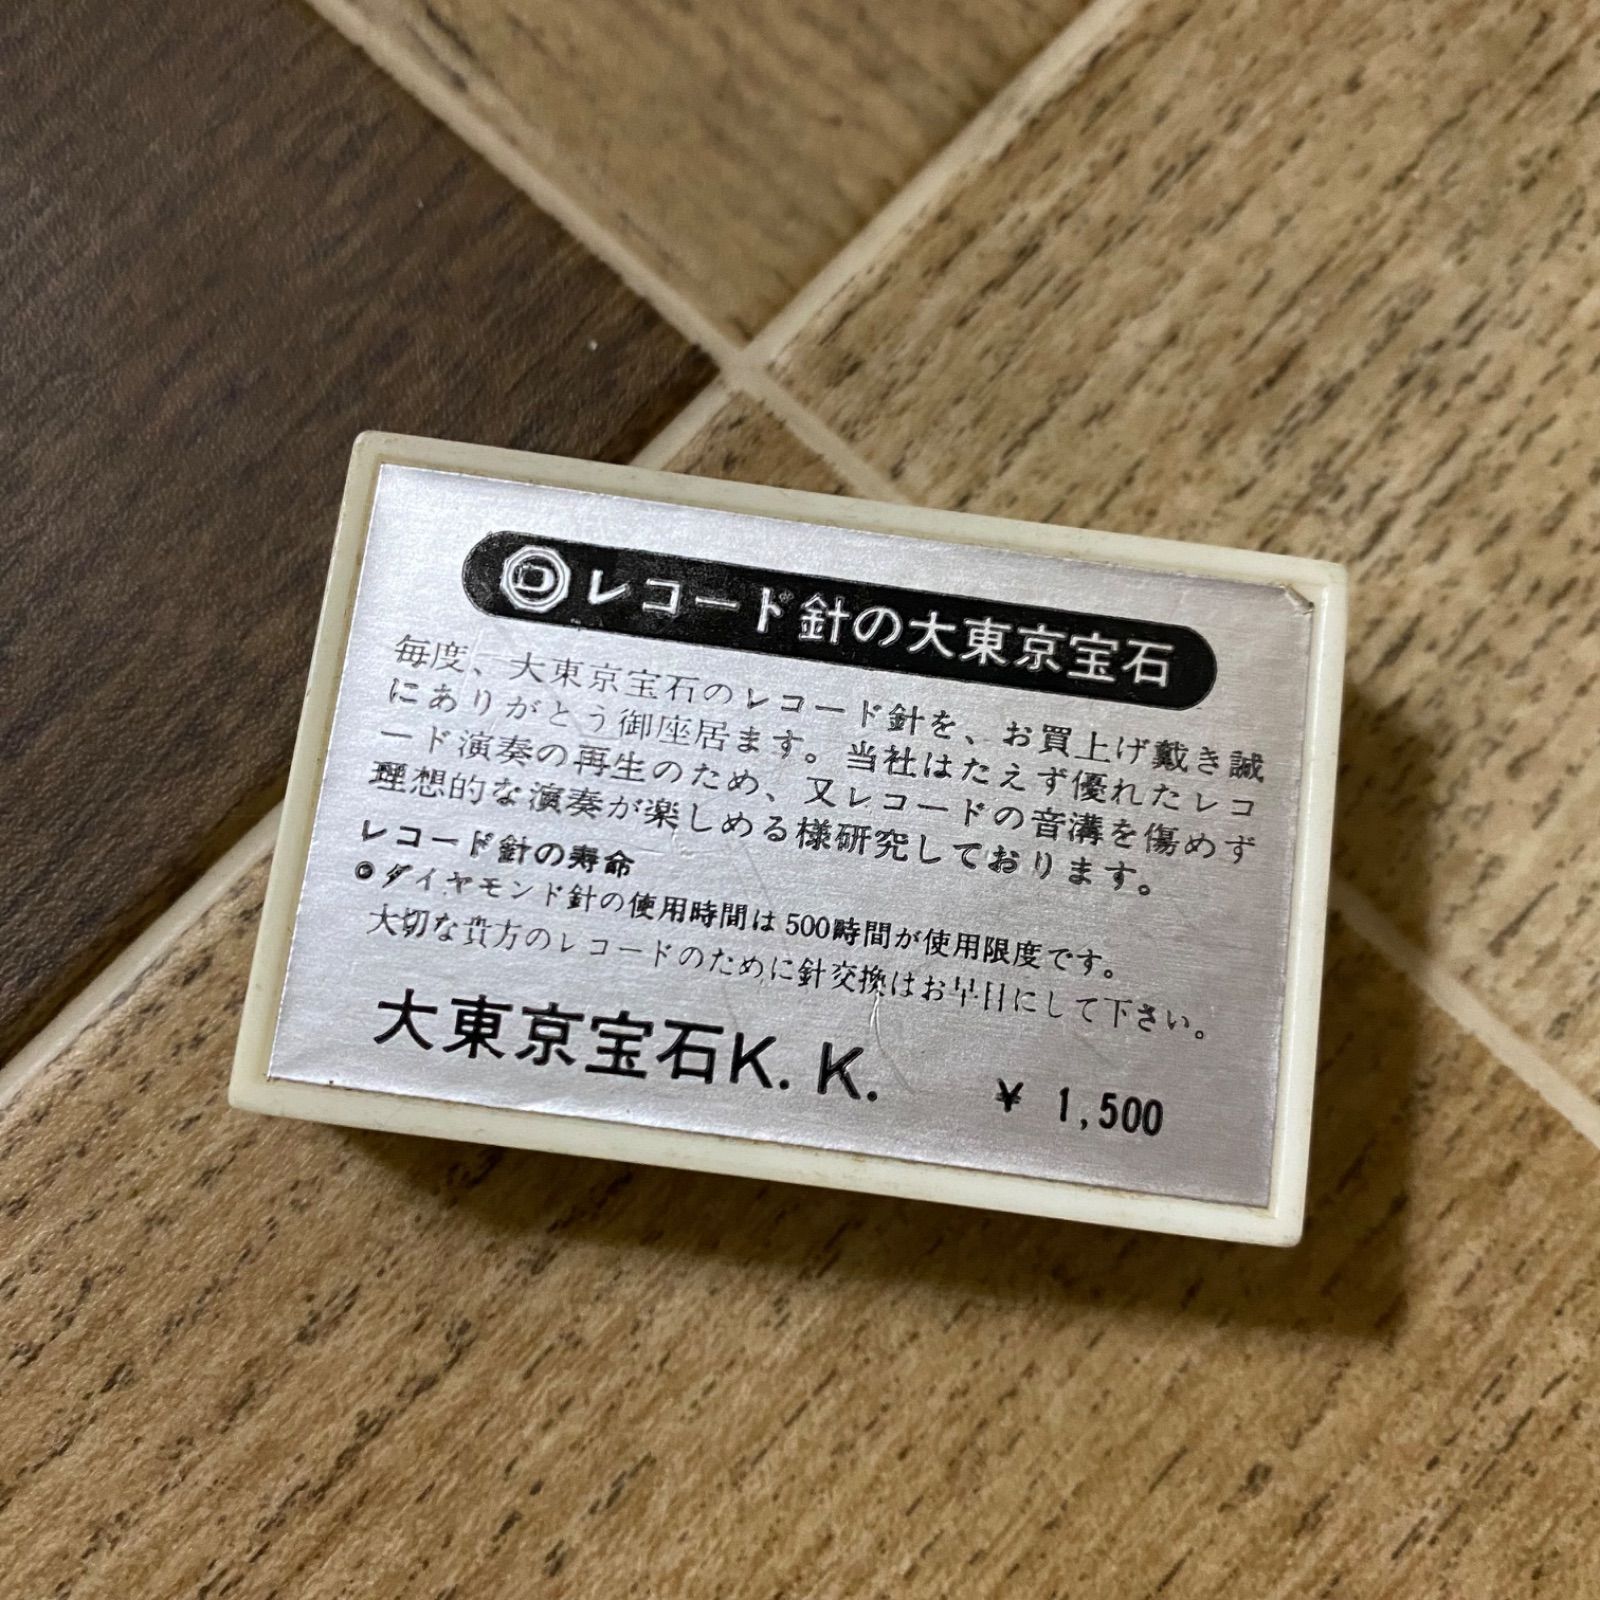 レコード針の大東京宝石
毎度、大東京宝石のレコード針を、お買上げ戴き誠
にありがとう御座居ます。当社はたえず優れたレコ
ード演奏の再生のため、又レコードの音溝を傷めず
理想的な演奏が楽しめる様研究しております。
レコード針の寿命
◎ダイヤモンド針の使用時間は500時間が使用限度です。
大切な貴方のレコードのために針交換はお早目にして下さい。
大東京宝石K.K.
¥ 1,500